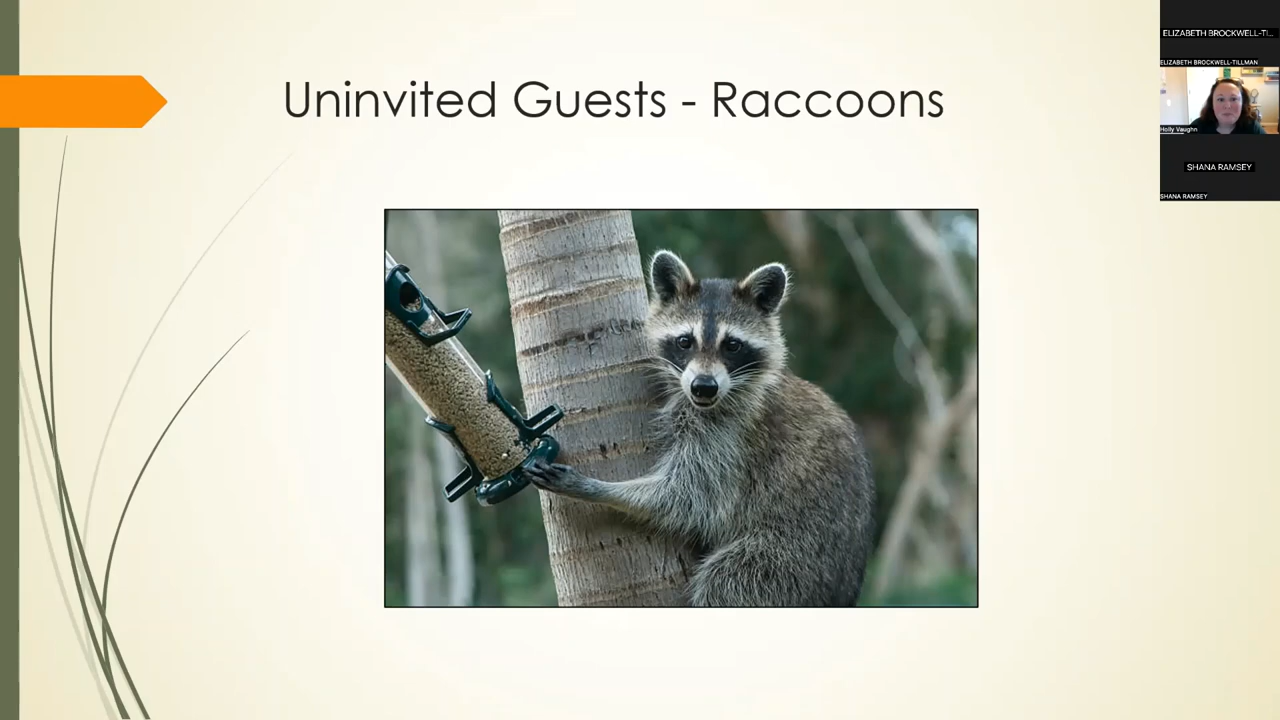 Uninvited Guests - Raccoons
ELIZABETH BROCKWELL-TI...
ELIZABETH BROCKWELL-TILLMAN
Holly Vaughn
SHANA RAMSEY
SHANA RAMSEY